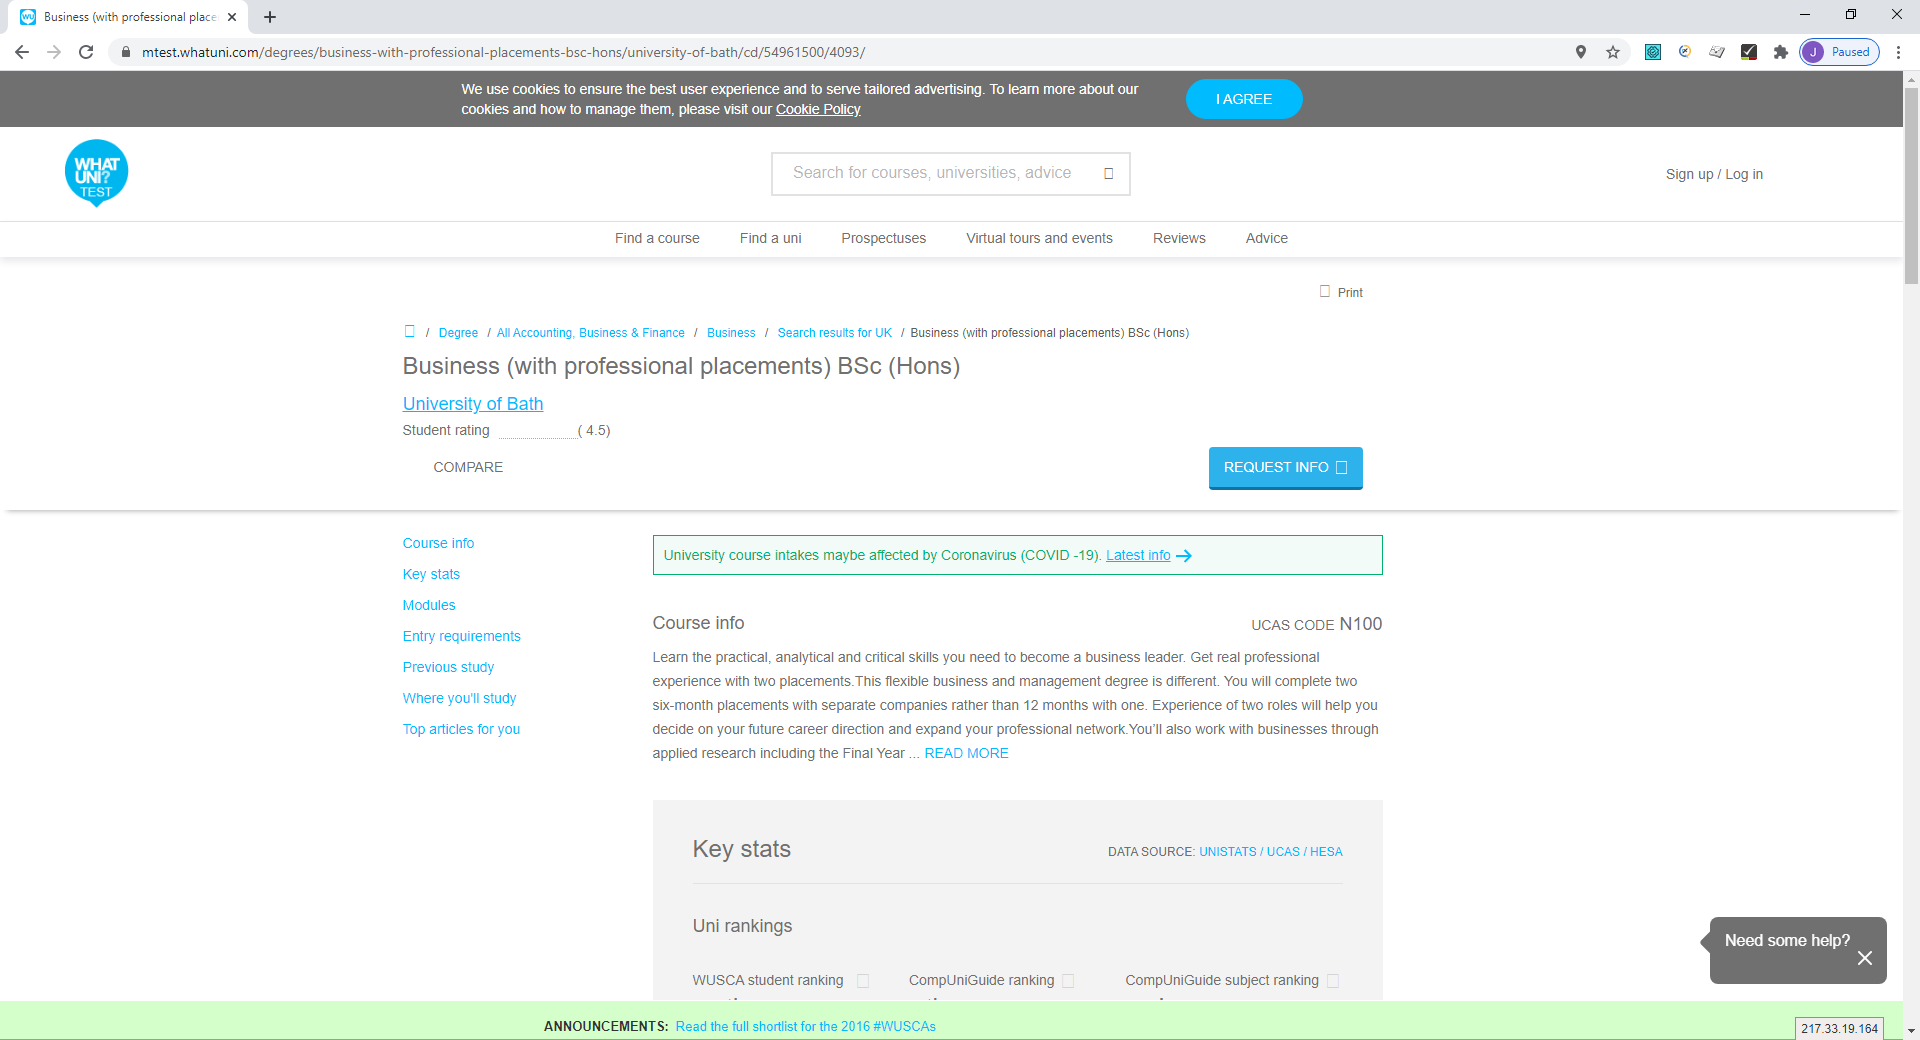 Business (with professional place
mtest.whatuni.com/degrees/business-with-professional-placements-bsc-hons/university-of-bath/cd/54961500/4093/
J Paused
We use cookies to ensure the best user experience and to serve tailored advertising. To learn more about our
cookies and how to manage them, please visit our Cookie Policy
I AGREE
WHAT
UNI?
TEST
Search for courses, universities, advice
Sign up / Log in
Find a course Find a uni Prospectuses Virtual tours and events Reviews Advice
Print
/ Degree / All Accounting, Business & Finance / Business / Search results for UK / Business (with professional placements) BSc (Hons)
Business (with professional placements) BSc (Hons)
University of Bath
Student rating ( 4.5)
COMPARE
REQUEST INFO
Course info
Key stats
Modules
Entry requirements
Previous study
Where you'll study
Top articles for you
University course intakes maybe affected by Coronavirus (COVID -19). Latest info
Course info
UCAS CODE N100
Learn the practical, analytical and critical skills you need to become a business leader. Get real professional
experience with two placements.This flexible business and management degree is different. You will complete two
six-month placements with separate companies rather than 12 months with one. Experience of two roles will help you
decide on your future career direction and expand your professional network.You’ll also work with businesses through
applied research including the Final Year ... READ MORE
Key stats
DATA SOURCE: UNISTATS / UCAS / HESA
Uni rankings
WUSCA student ranking CompUniGuide ranking CompUniGuide subject ranking
Need some help?
ANNOUNCEMENTS: Read the full shortlist for the 2016 #WUSCAs
217.33.19.164